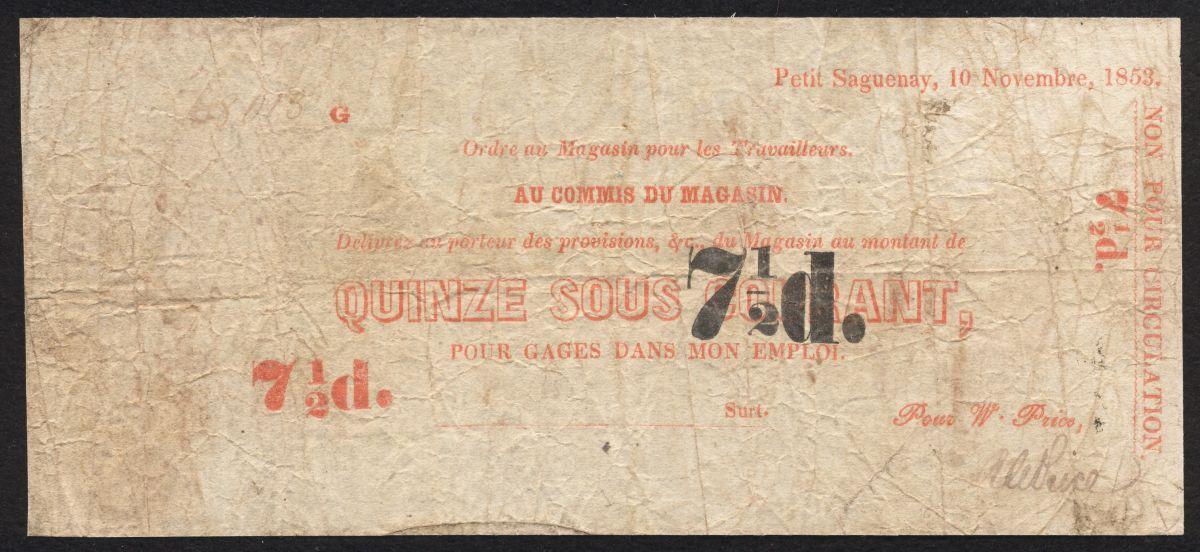 Petit Saguenay, 10 Novembre, 1853.
G
Ordre au Magasin pour les Travailleurs.
AU COMMIS DU MAGASIN.
Delivrez au porteur des provisions, &c., du Magasin au montant de
QUINZE SOUS COURANT,
7½d.
POUR GAGES DANS MON EMPLOI.
7½d.
Surt.
Pour W. Price,
7½d.
NON POUR CIRCULATION.